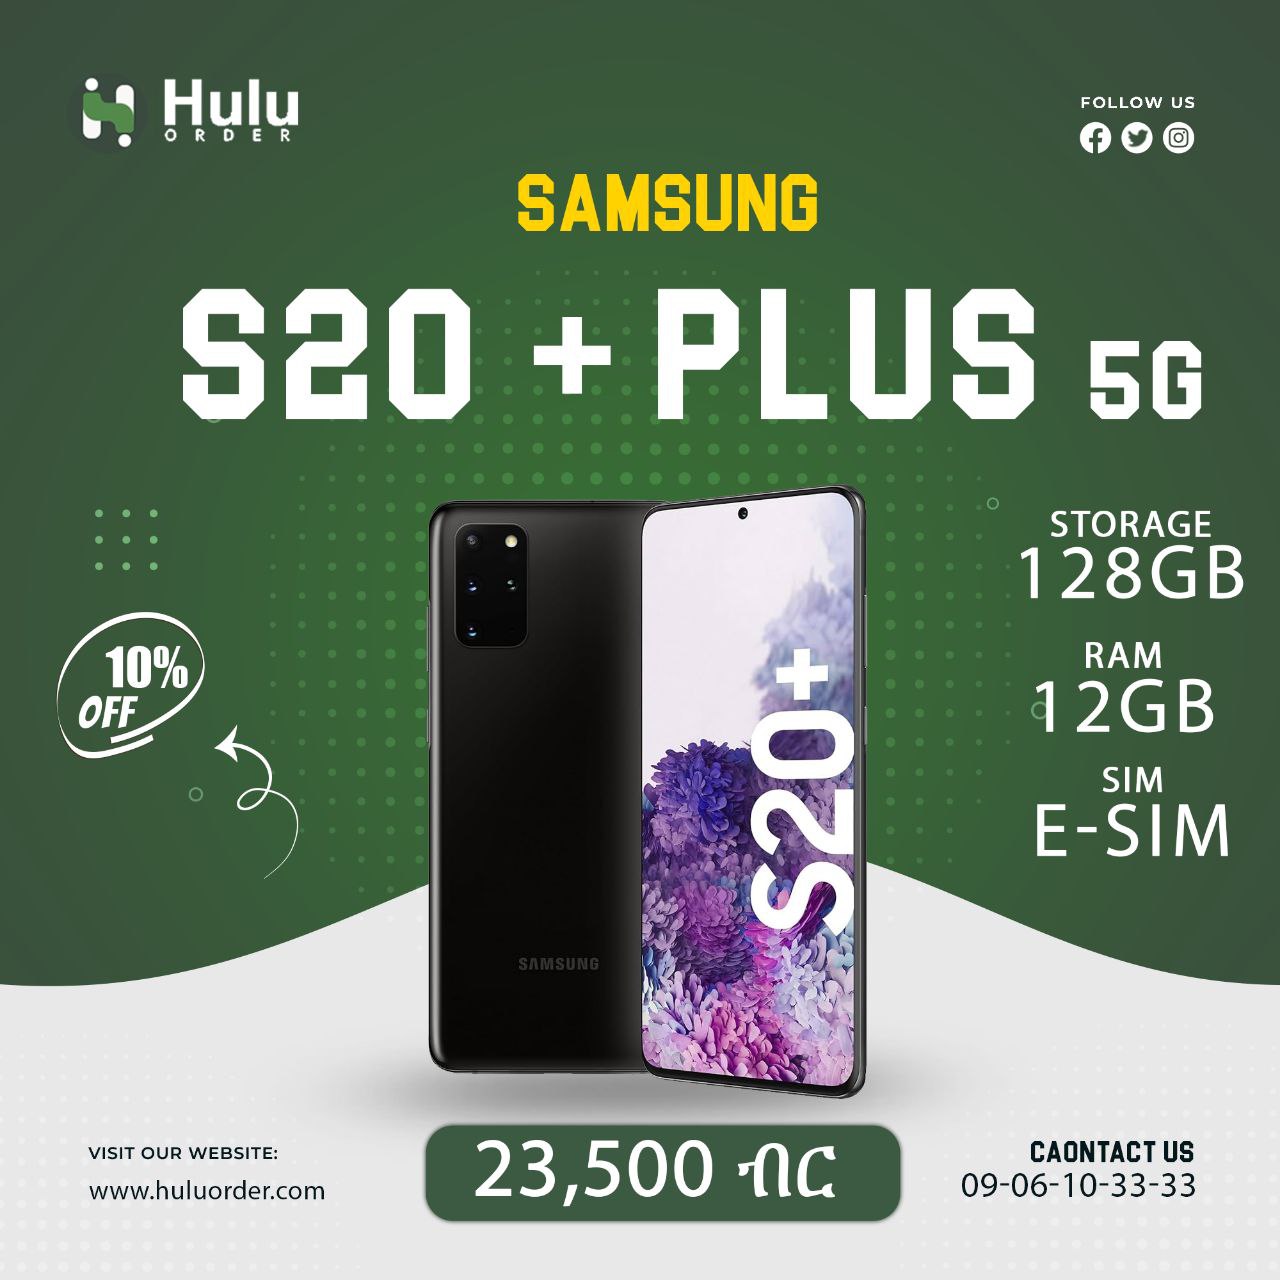 Hulu
ORDER
FOLLOW US
SAMSUNG
S20 + PLUS 5G
STORAGE
128GB
RAM
12GB
SIM
E-SIM
10%
OFF
SAMSUNG
S20+
23,500 ብር
VISIT OUR WEBSITE:
www.huluorder.com
CAONTACT US
09-06-10-33-33